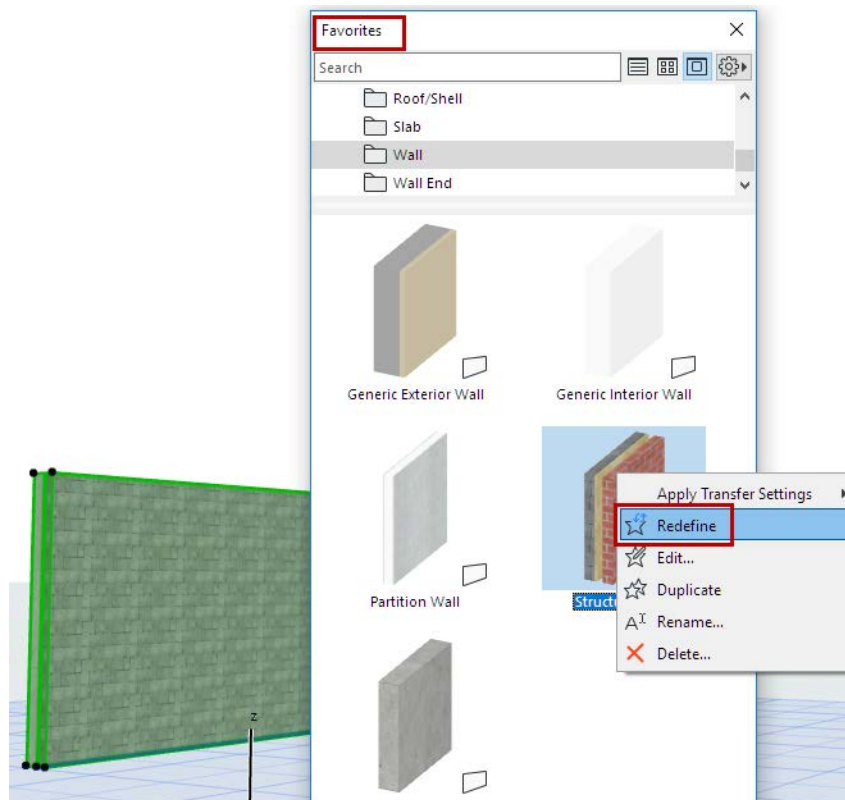 Favorites
Search
Roof/Shell
Slab
Wall
Wall End
Generic Exterior Wall
Generic Interior Wall
Partition Wall
Apply Transfer Settings
Redefine
Edit...
Duplicate
Rename...
Delete...
z